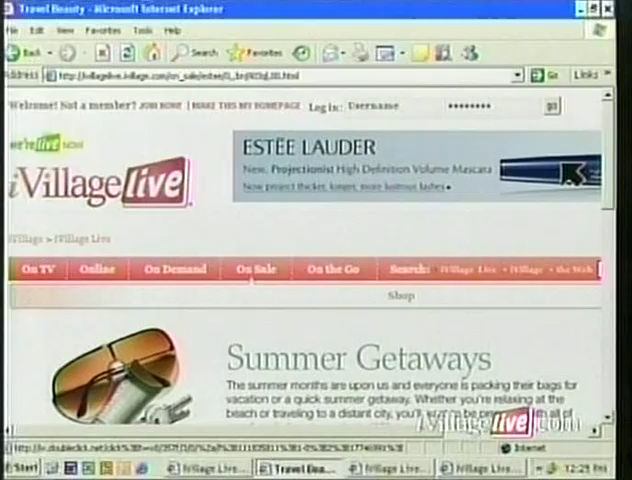 Travel Beauty - Microsoft Internet Explorer
File Edit View Favorites Tools Help
Back Search Favorites
Address Go Links »
Welcome! Not a member? JOIN NOW | MAKE THIS MY HOMEPAGE Log in: Username •••••••• go
we're live NOW
iVillage live
ESTĒE LAUDER
New, Projectionist High Definition Volume Mascara
Now project thicker, longer, more lustrous lashes ▸
iVillage > iVillage Live
On TV Online On Demand On Sale On the Go Search: iVillage Live • iVillage • the Web
Shop
Summer Getaways
The summer months are upon us and everyone is packing their bags for
vacation or a quick summer getaway. Whether you're relaxing at the
beach or traveling to a distant city, you'll
iVillage live.com
Internet
Start iVillage Live... Travel Bea... iVillage Live... iVillage Live... 12:25 PM